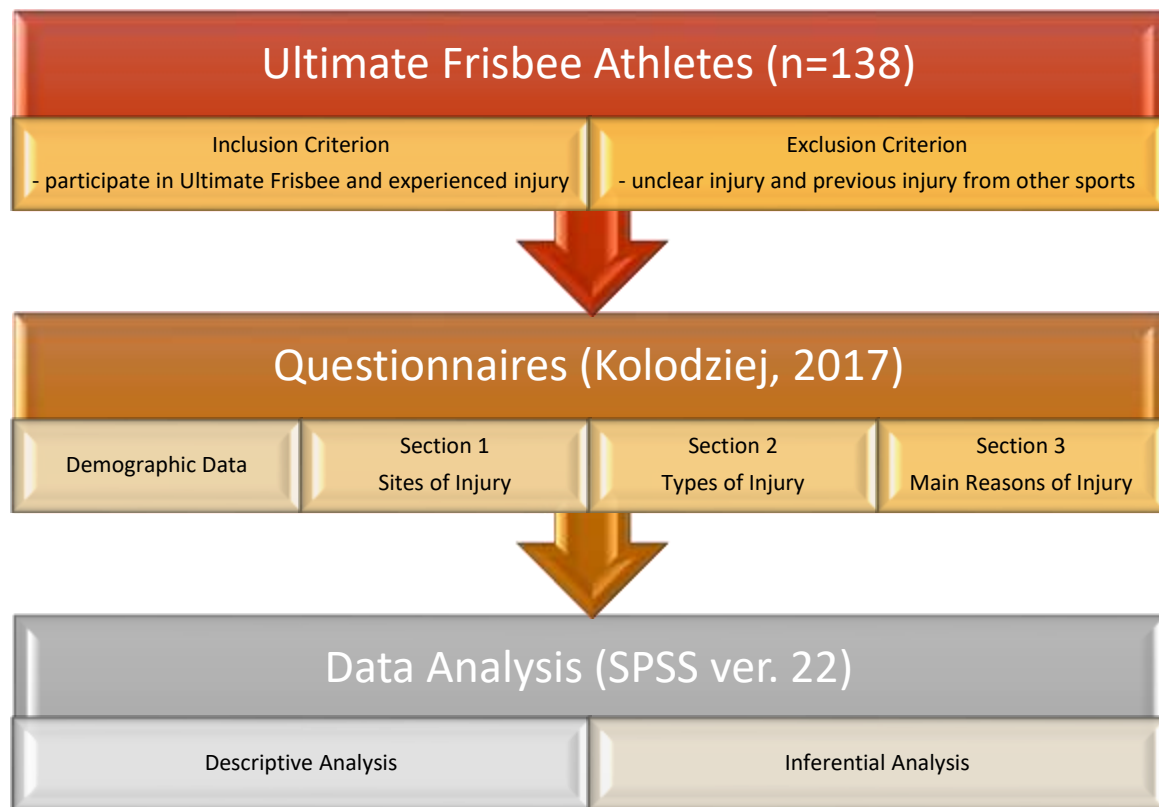 Ultimate Frisbee Athletes (n=138)
Inclusion Criterion
- participate in Ultimate Frisbee and experienced injury
Exclusion Criterion
- unclear injury and previous injury from other sports
Questionnaires (Kolodziej, 2017)
Demographic Data
Section 1
Sites of Injury
Section 2
Types of Injury
Section 3
Main Reasons of Injury
Data Analysis (SPSS ver. 22)
Descriptive Analysis
Inferential Analysis